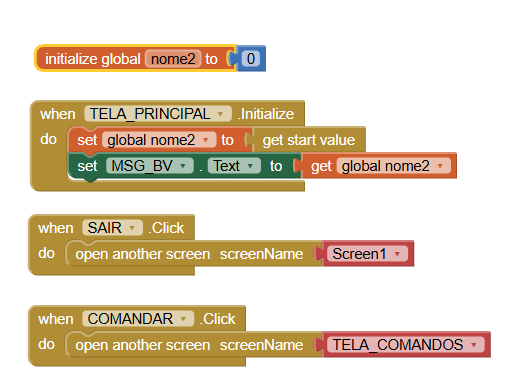 initialize global nome2 to 0
when TELA_PRINCIPAL .Initialize
do set global nome2 to get start value
set MSG_BV . Text to get global nome2
when SAIR .Click
do open another screen screenName Screen1
when COMANDAR .Click
do open another screen screenName TELA_COMANDOS